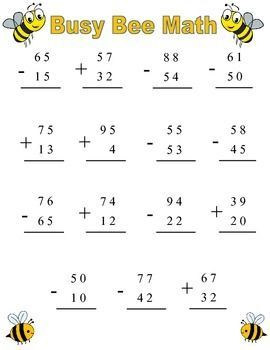 Busy Bee Math
65 57 88 61
- 15 + 32 - 54 - 50
75 95 55 58
+ 13 + 4 - 53 - 45
76 74 94 39
- 65 + 12 - 22 + 20
50 77 67
- 10 - 42 + 32